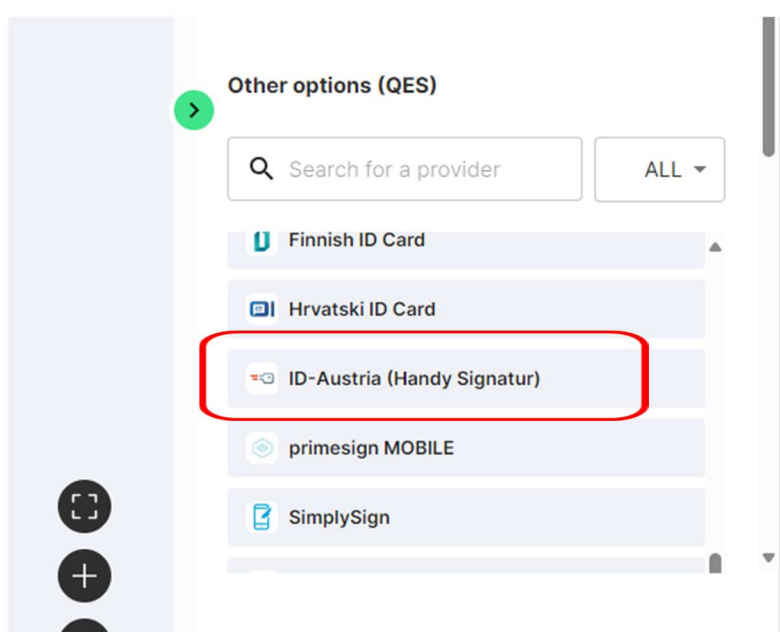 Other options (QES)
Search for a provider
ALL
Finnish ID Card
Hrvatski ID Card
ID-Austria (Handy Signatur)
primesign MOBILE
SimplySign